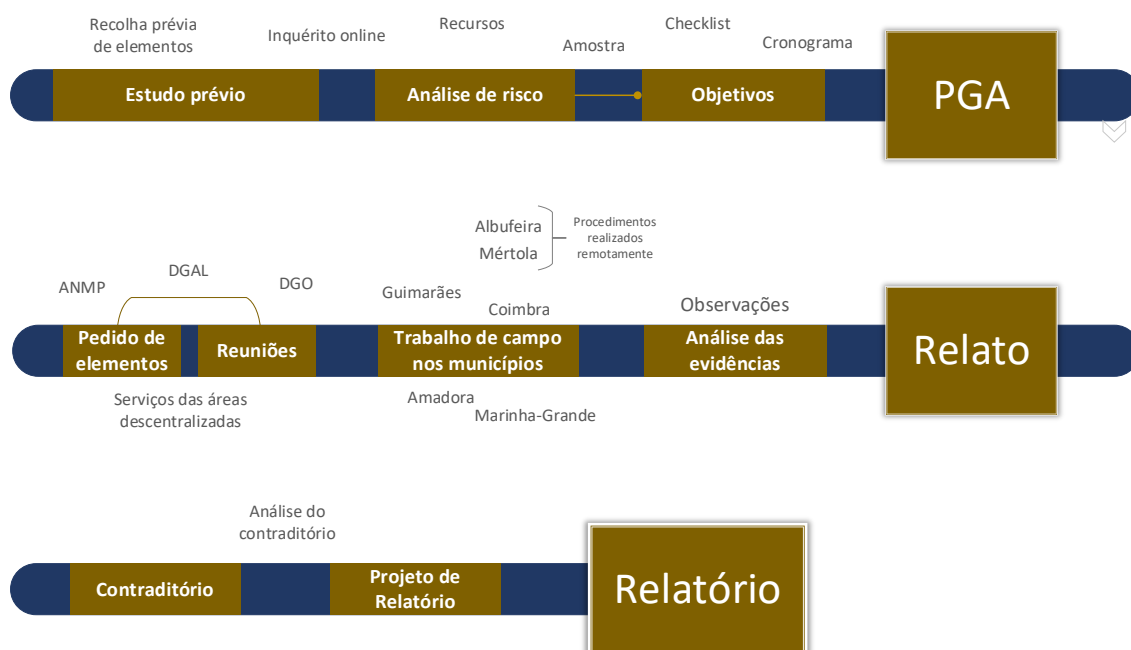 Recolha prévia
de elementos
Inquérito online
Recursos
Amostra
Checklist
Cronograma
Estudo prévio
Análise de risco
Objetivos
PGA
Albufeira
Mértola
Procedimentos
realizados
remotamente
ANMP
DGAL
DGO
Guimarães
Coimbra
Observações
Pedido de
elementos
Reuniões
Trabalho de campo
nos municípios
Análise das
evidências
Relato
Serviços das áreas
descentralizadas
Amadora
Marinha-Grande
Análise do
contraditório
Contraditório
Projeto de
Relatório
Relatório